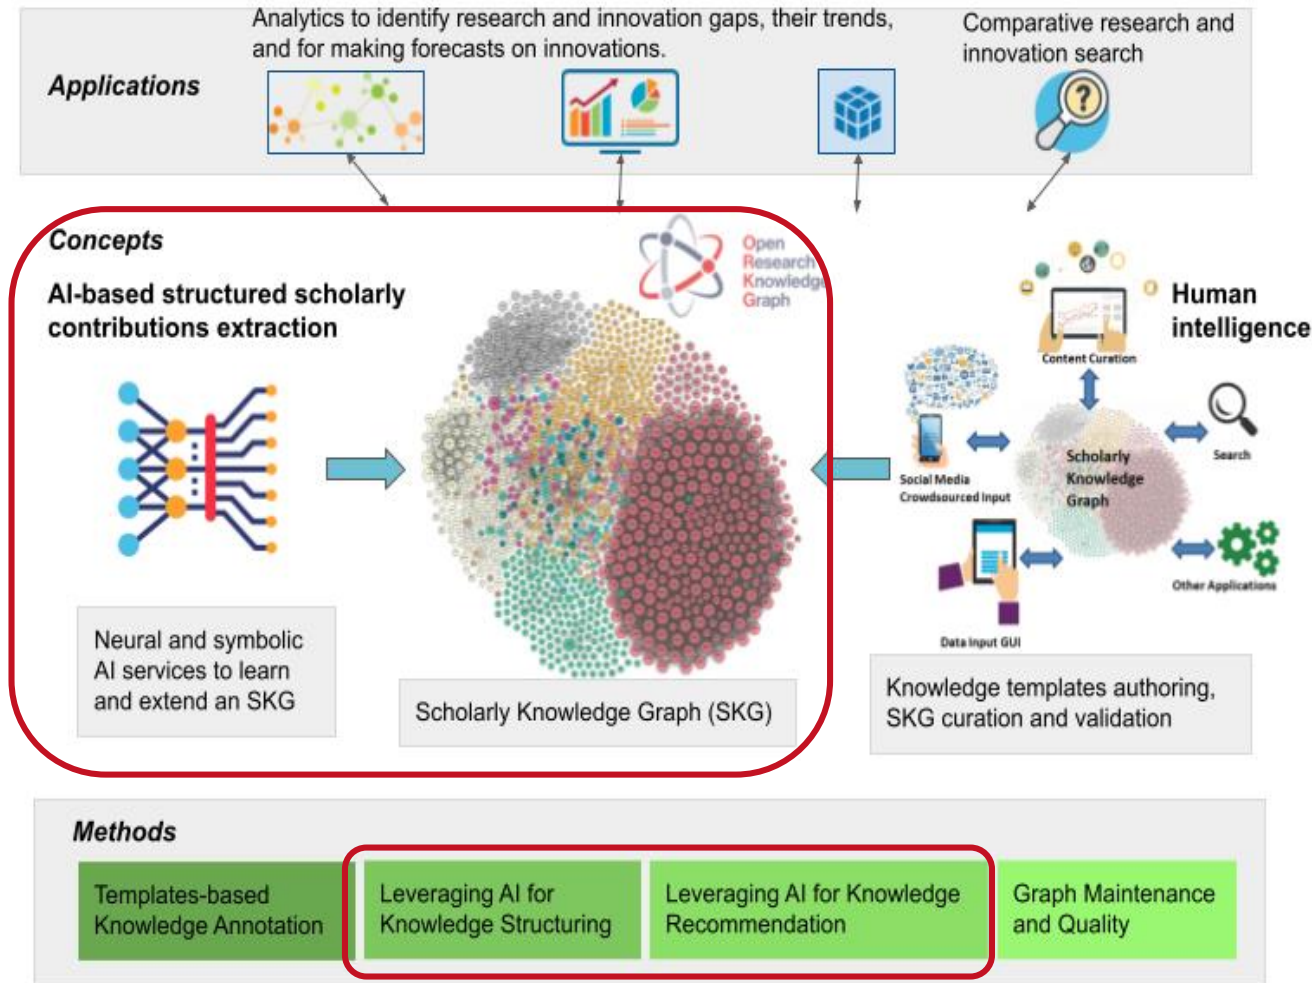 Analytics to identify research and innovation gaps, their trends,
and for making forecasts on innovations.
Comparative research and
innovation search
Applications
?
Concepts
Open
Research
Knowledge
Graph
AI-based structured scholarly
contributions extraction
Human
intelligence
Content Curation
Social Media
Crowdsourced Input
Scholarly
Knowledge
Graph
Search
Other Applications
Data Input GUI
Neural and symbolic
AI services to learn
and extend an SKG
Scholarly Knowledge Graph (SKG)
Knowledge templates authoring,
SKG curation and validation
Methods
Templates-based
Knowledge Annotation
Leveraging AI for
Knowledge Structuring
Leveraging AI for Knowledge
Recommendation
Graph Maintenance
and Quality